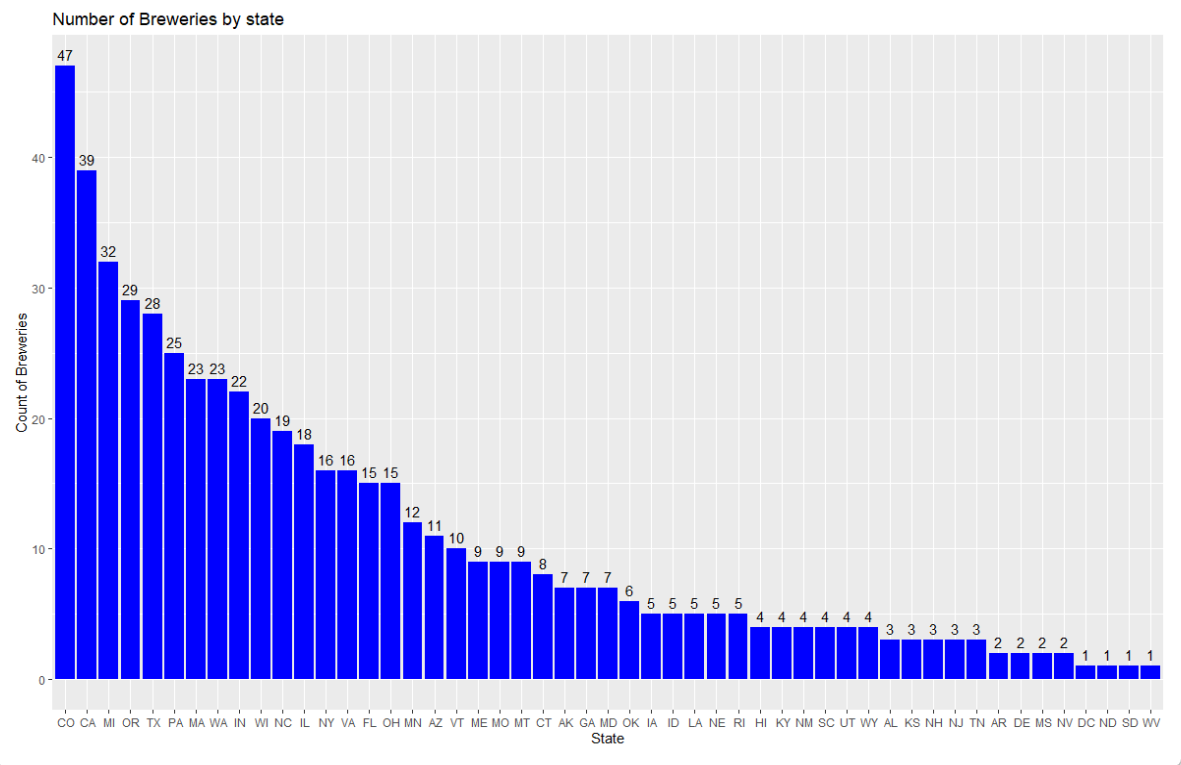 Number of Breweries by state
47
39
32
29
28
25
23 23
22
20
19
18
16 16
15 15
12
11
10
9 9 9
8
7 7 7
6
5 5 5 5 5
4 4 4 4 4 4
3 3 3 3 3
2 2 2 2
1 1 1 1
40
30
20
10
0
Count of Breweries
CO CA MI OR TX PA MA WA IN WI NC IL NY VA FL OH MN AZ VT ME MO MT CT AK GA MD OK IA ID LA NE RI HI KY NM SC UT WY AL KS NH NJ TN AR DE MS NV DC ND SD WV
State